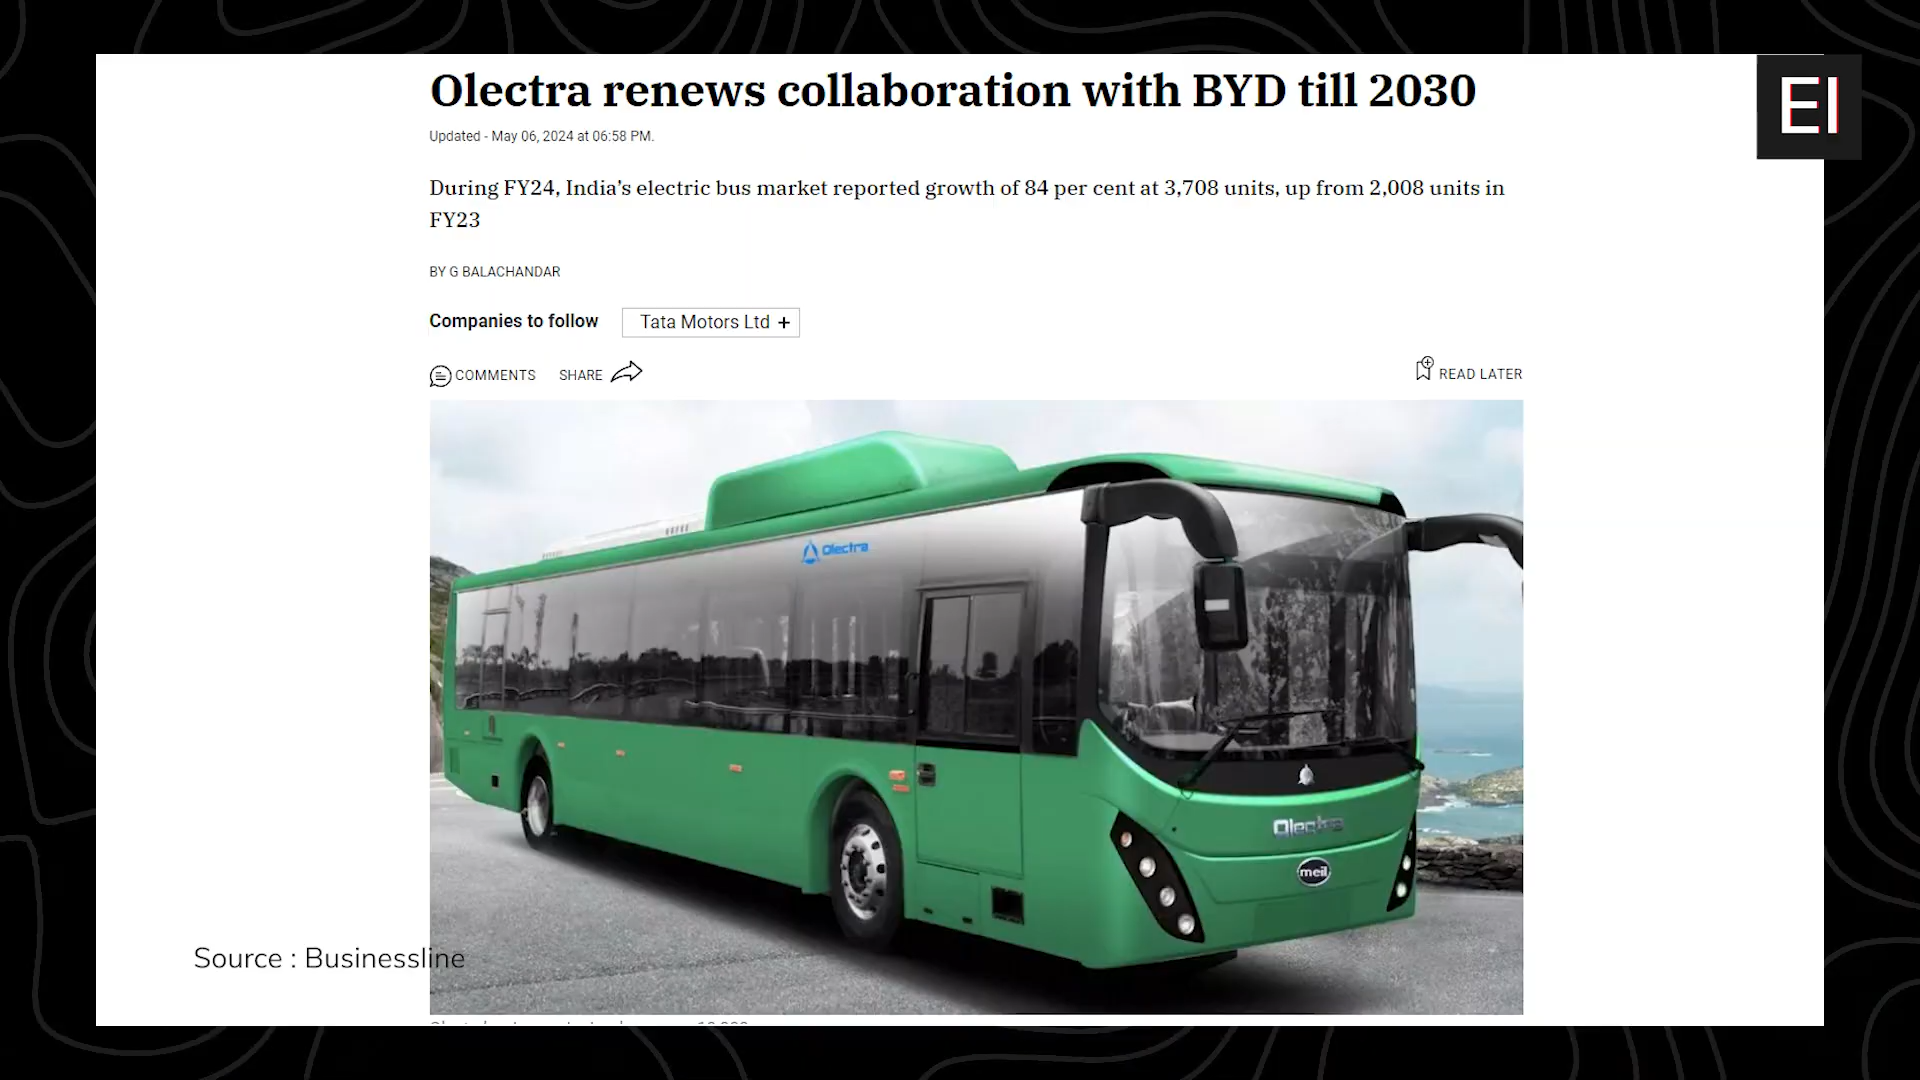 Olectra renews collaboration with BYD till 2030
EI
Updated - May 06, 2024 at 06:58 PM.
During FY24, India’s electric bus market reported growth of 84 per cent at 3,708 units, up from 2,008 units in
FY23
BY G BALACHANDAR
Companies to follow
Tata Motors Ltd +
COMMENTS SHARE
READ LATER
Olectra
Olectra
meil
Source : Businessline